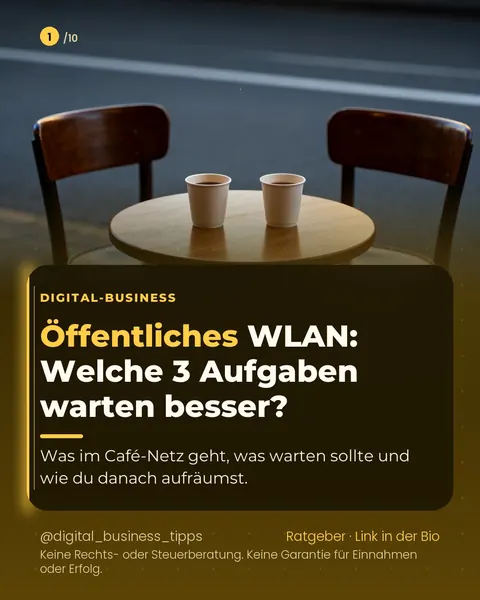 1 /10
DIGITAL-BUSINESS
Öffentliches WLAN:
Welche 3 Aufgaben
warten besser?
Was im Café-Netz geht, was warten sollte und
wie du danach aufräumst.
@digital_business_tipps Ratgeber · Link in der Bio
Keine Rechts- oder Steuerberatung. Keine Garantie für Einnahmen
oder Erfolg.